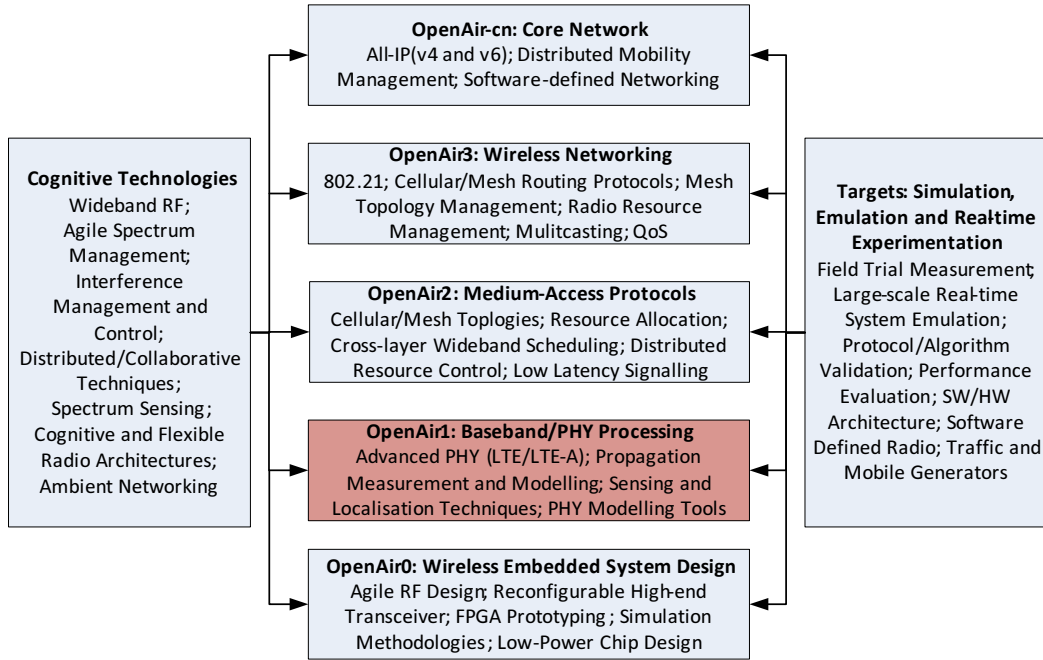 OpenAir-cn: Core Network
All-IP(v4 and v6); Distributed Mobility
Management; Software-defined Networking
Cognitive Technologies
Wideband RF;
Agile Spectrum
Management;
Interference
Management and
Control;
Distributed/Collaborative
Techniques;
Spectrum Sensing;
Cognitive and Flexible
Radio Architectures;
Ambient Networking
OpenAir3: Wireless Networking
802.21; Cellular/Mesh Routing Protocols; Mesh
Topology Management; Radio Resource
Management; Mulitcasting; QoS
OpenAir2: Medium-Access Protocols
Cellular/Mesh Toplogies; Resource Allocation;
Cross-layer Wideband Scheduling; Distributed
Resource Control; Low Latency Signalling
OpenAir1: Baseband/PHY Processing
Advanced PHY (LTE/LTE-A); Propagation
Measurement and Modelling; Sensing and
Localisation Techniques; PHY Modelling Tools
OpenAir0: Wireless Embedded System Design
Agile RF Design; Reconfigurable High-end
Transceiver; FPGA Prototyping; Simulation
Methodologies; Low-Power Chip Design
Targets: Simulation,
Emulation and Real-time
Experimentation
Field Trial Measurement;
Large-scale Real-time
System Emulation;
Protocol/Algorithm
Validation; Performance
Evaluation; SW/HW
Architecture; Software
Defined Radio; Traffic and
Mobile Generators